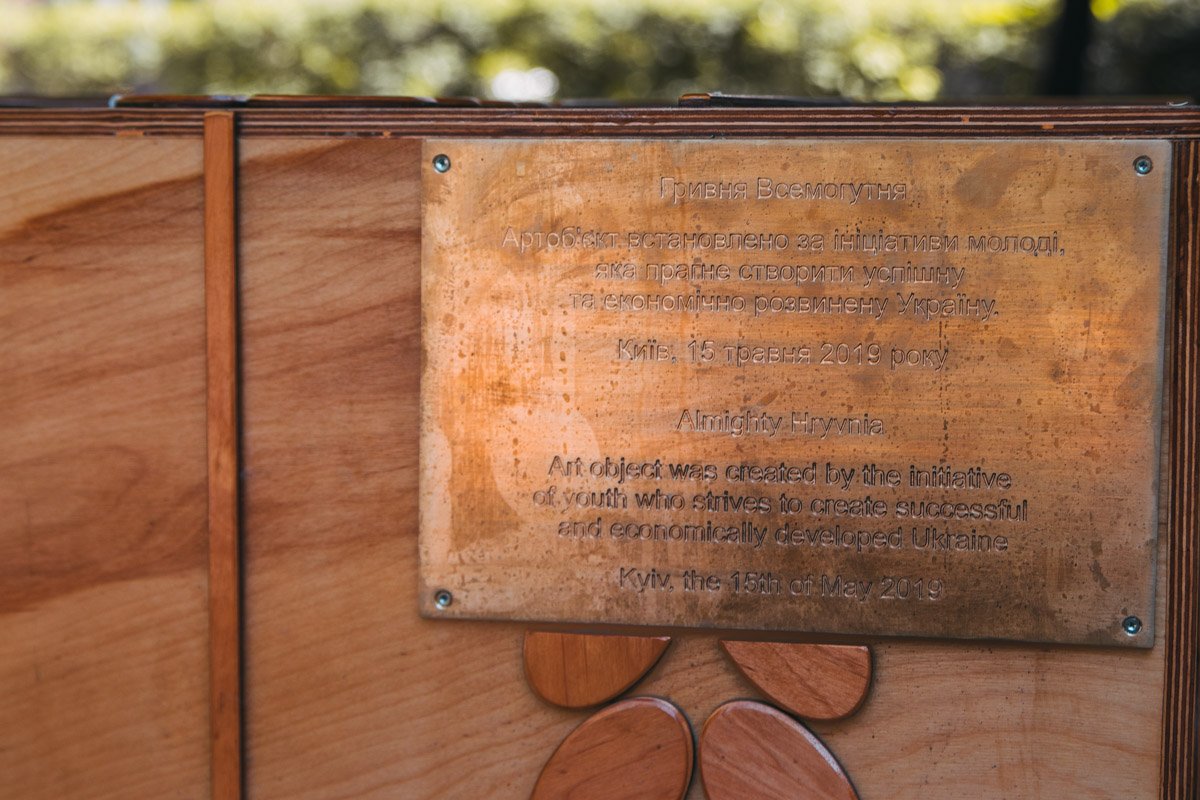 Гривня Всемогутня
Артоб'єкт встановлено за ініціативи молоді,
яка прагне створити успішну
та економічно розвинену Україну.
Київ, 15 травня 2019 року
Almighty Hryvnia
Art object was created by the initiative
of youth who strives to create successful
and economically developed Ukraine
Kyiv, the 15th of May 2019